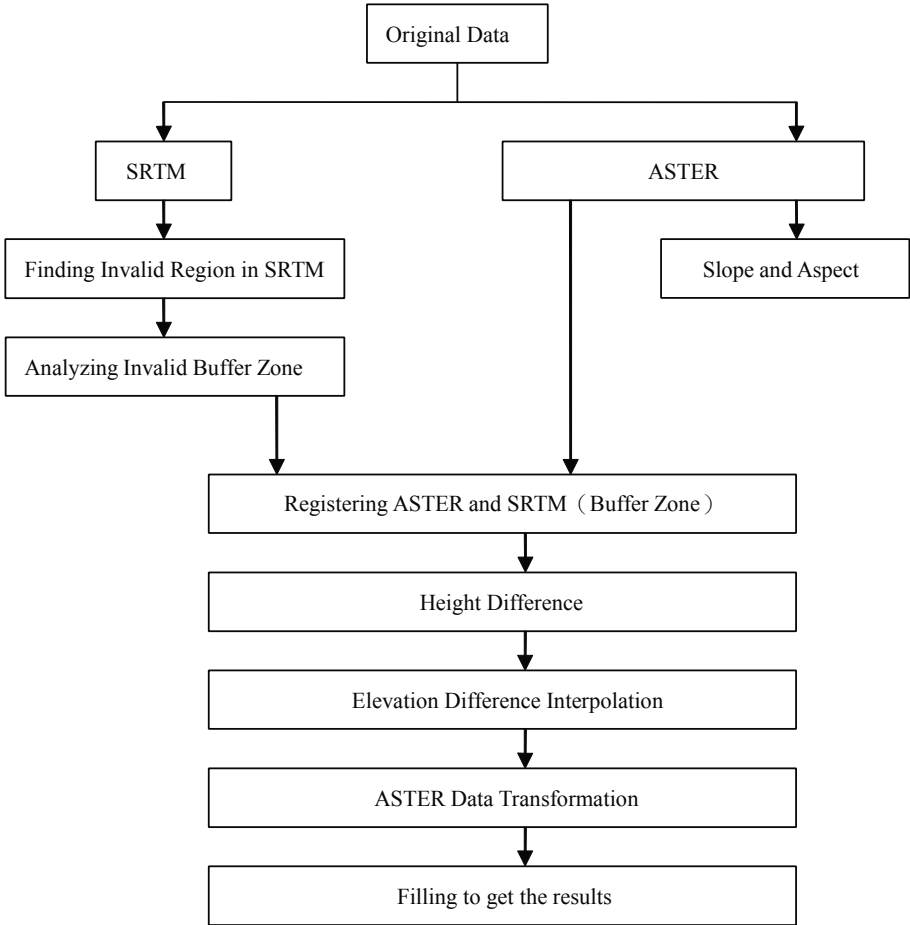 Original Data
SRTM
ASTER
Finding Invalid Region in SRTM
Slope and Aspect
Analyzing Invalid Buffer Zone
Registering ASTER and SRTM（Buffer Zone）
Height Difference
Elevation Difference Interpolation
ASTER Data Transformation
Filling to get the results